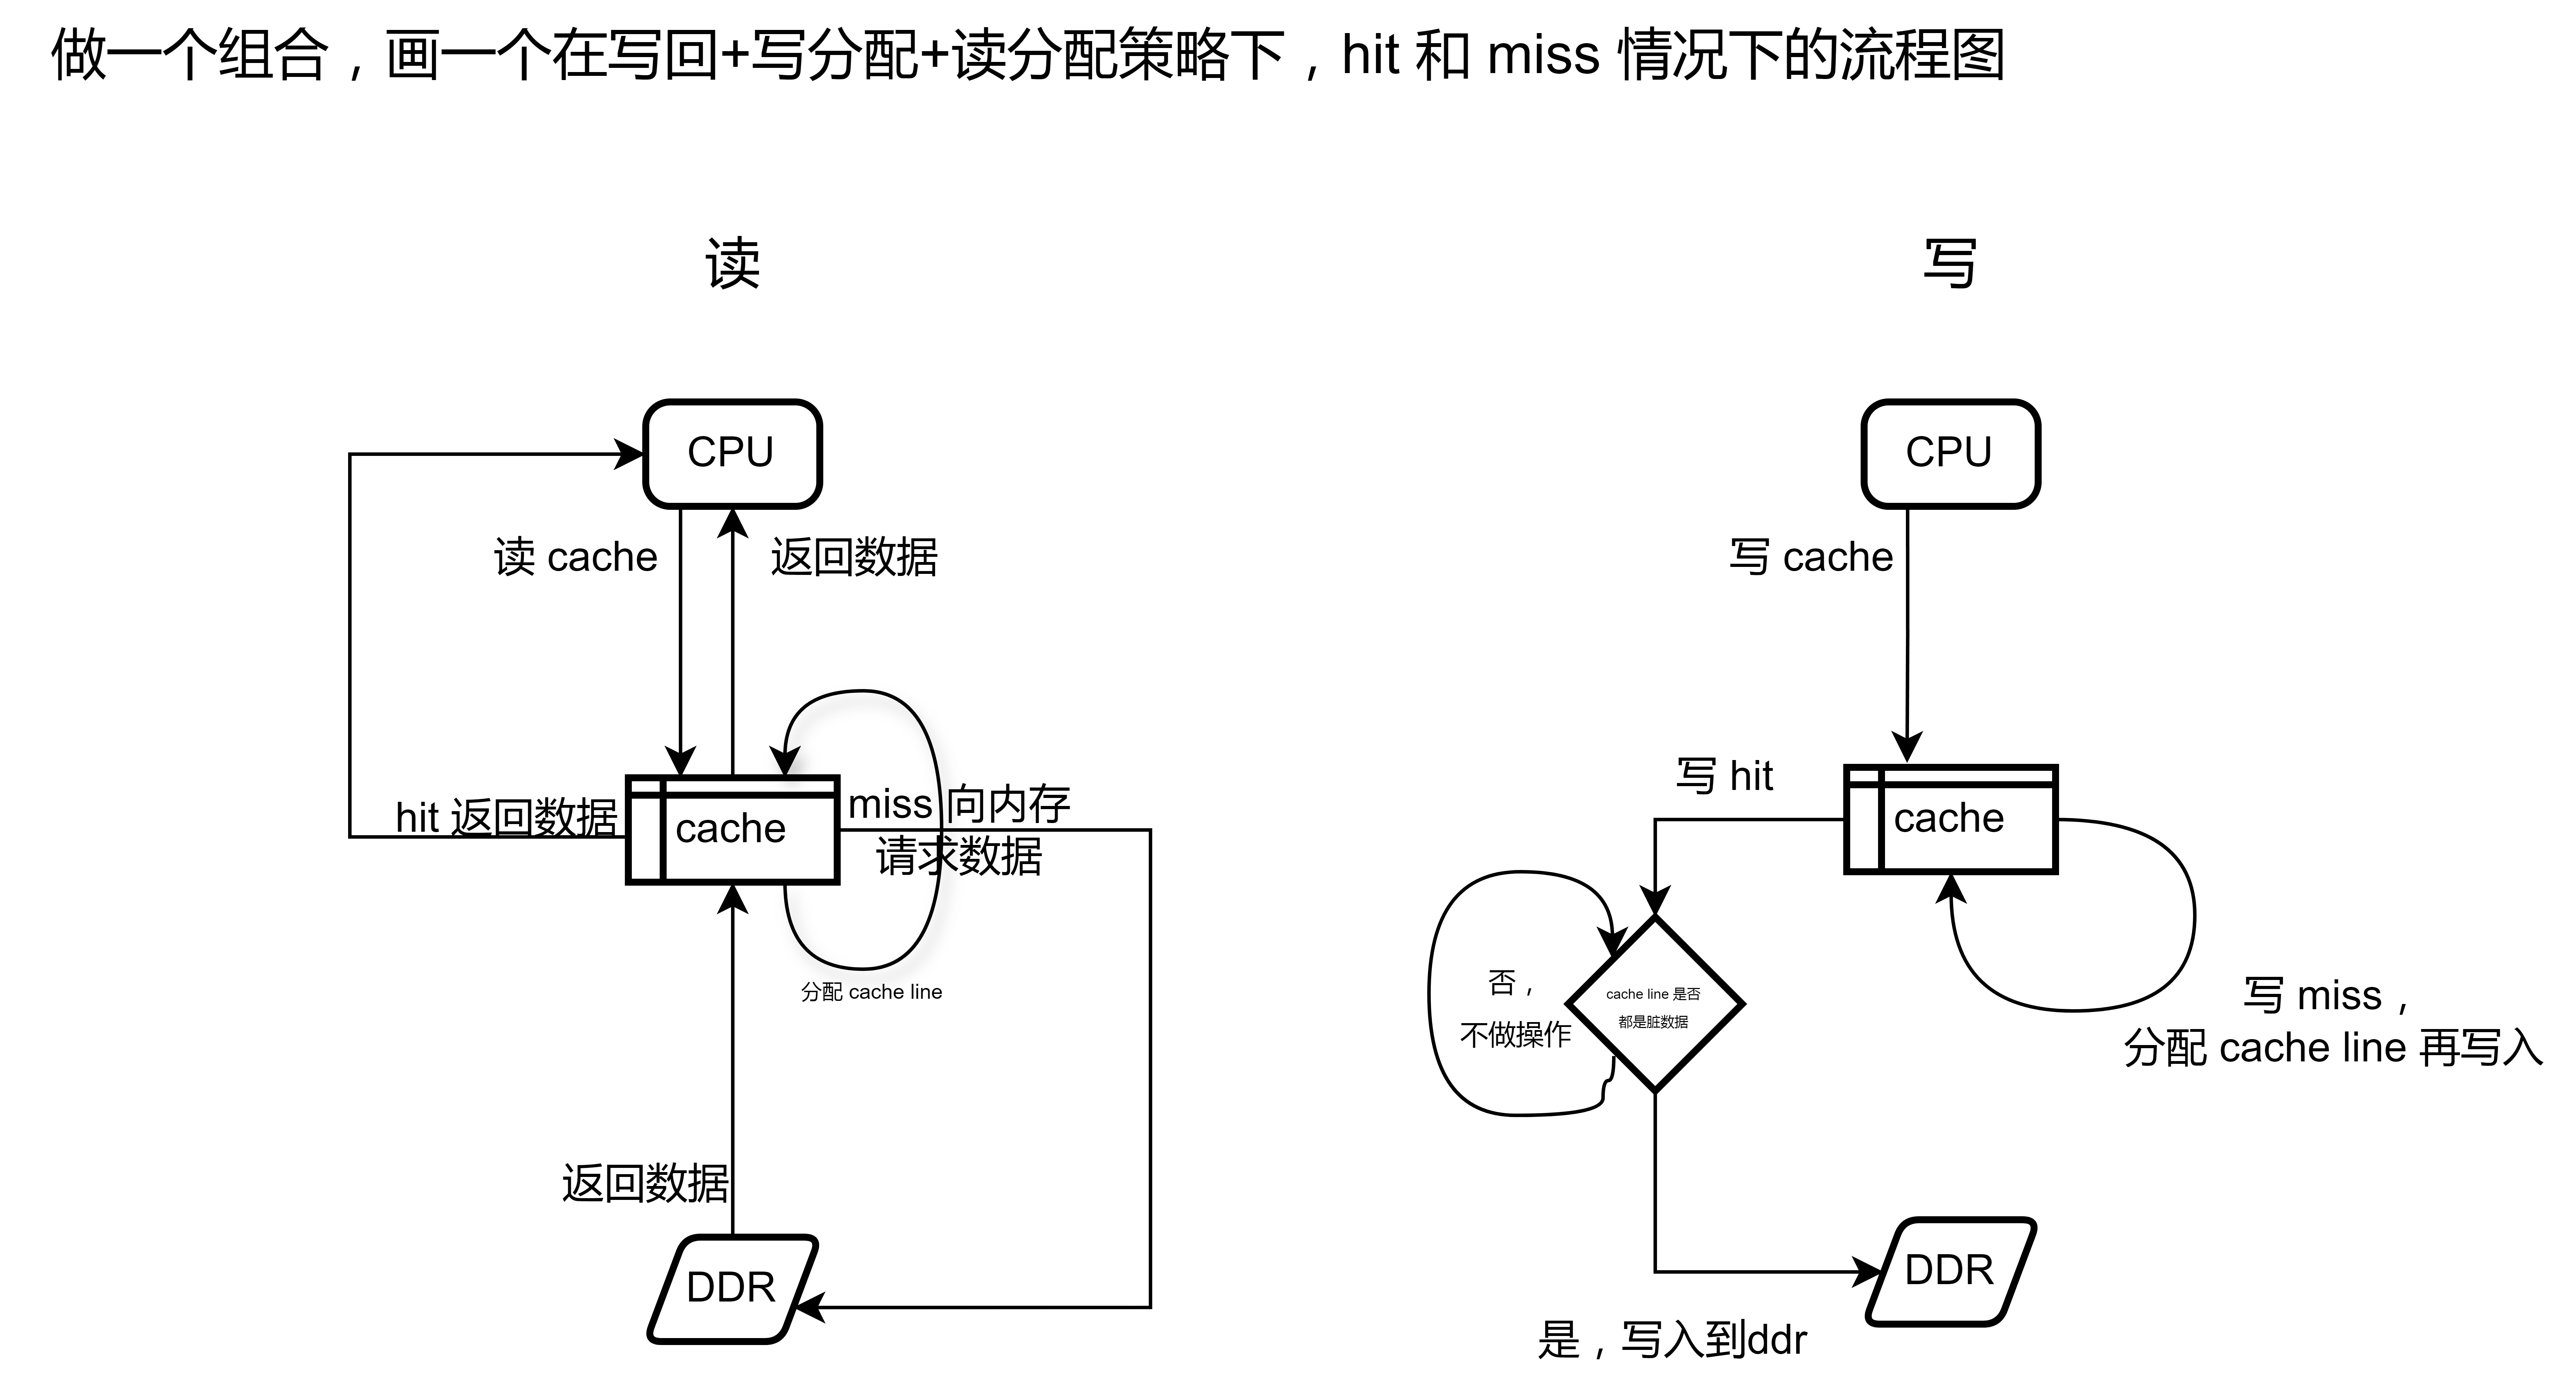 做一个组合，画一个在写回+写分配+读分配策略下，hit 和 miss 情况下的流程图
读
写
CPU
读 cache
返回数据
hit 返回数据
cache
miss 向内存
请求数据
分配 cache line
返回数据
DDR
CPU
写 cache
写 hit
cache
否，
不做操作
cache line 是否
都是脏数据
写 miss，
分配 cache line 再写入
DDR
是，写入到ddr